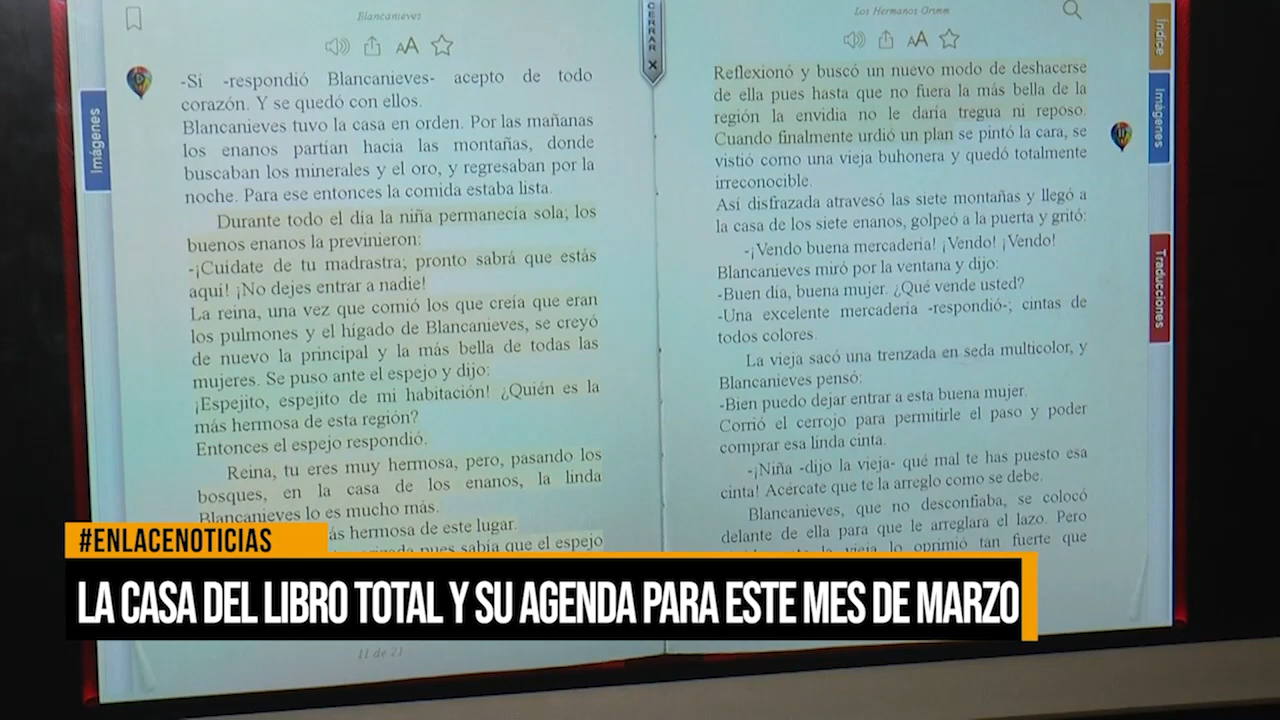 Blancanieves
-Sí -respondió Blancanieves- acepto de todo
corazón. Y se quedó con ellos.
Blancanieves tuvo la casa en orden. Por las mañanas
los enanos partían hacia las montañas, donde
buscaban los minerales y el oro, y regresaban por la
noche. Para ese entonces la comida estaba lista.
Durante todo el día la niña permanecía sola; los
buenos enanos la previnieron:
-¡Cuídate de tu madrastra; pronto sabrá que estás
aquí! ¡No dejes entrar a nadie!
La reina, una vez que comió los que creía que eran
los pulmones y el hígado de Blancanieves, se creyó
de nuevo la principal y la más bella de todas las
mujeres. Se puso ante el espejo y dijo:
¡Espejito, espejito de mi habitación! ¿Quién es la
más hermosa de esta región?
Entonces el espejo respondió.
Reina, tu eres muy hermosa, pero, pasando los
bosques, en la casa de los enanos, la linda
Blancanieves lo es mucho más.
ás hermosa de este lugar.
pues sabía que el espejo
11 de 21
Imágenes
CERRAR X
Los Hermanos Grimm
Reflexionó y buscó un nuevo modo de deshacerse
de ella pues hasta que no fuera la más bella de la
región la envidia no le daría tregua ni reposo.
Cuando finalmente urdió un plan se pintó la cara, se
vistió como una vieja buhonera y quedó totalmente
irreconocible.
Así disfrazada atravesó las siete montañas y llegó a
la casa de los siete enanos, golpeó a la puerta y gritó:
-¡Vendo buena mercadería! ¡Vendo! ¡Vendo!
Blancanieves miró por la ventana y dijo:
-Buen día, buena mujer. ¿Qué vende usted?
-Una excelente mercadería -respondió-; cintas de
todos colores.
La vieja sacó una trenzada en seda multicolor, y
Blancanieves pensó:
-Bien puedo dejar entrar a esta buena mujer.
Corrió el cerrojo para permitirle el paso y poder
comprar esa linda cinta.
-¡Niña -dijo la vieja- qué mal te has puesto esa
cinta! Acércate que te la arreglo como se debe.
Blancanieves, que no desconfiaba, se colocó
delante de ella para que le arreglara el lazo. Pero
la vieja lo oprimió tan fuerte que
Índice
Imágenes
Traducciones
#ENLACENOTICIAS
LA CASA DEL LIBRO TOTAL Y SU AGENDA PARA ESTE MES DE MARZO